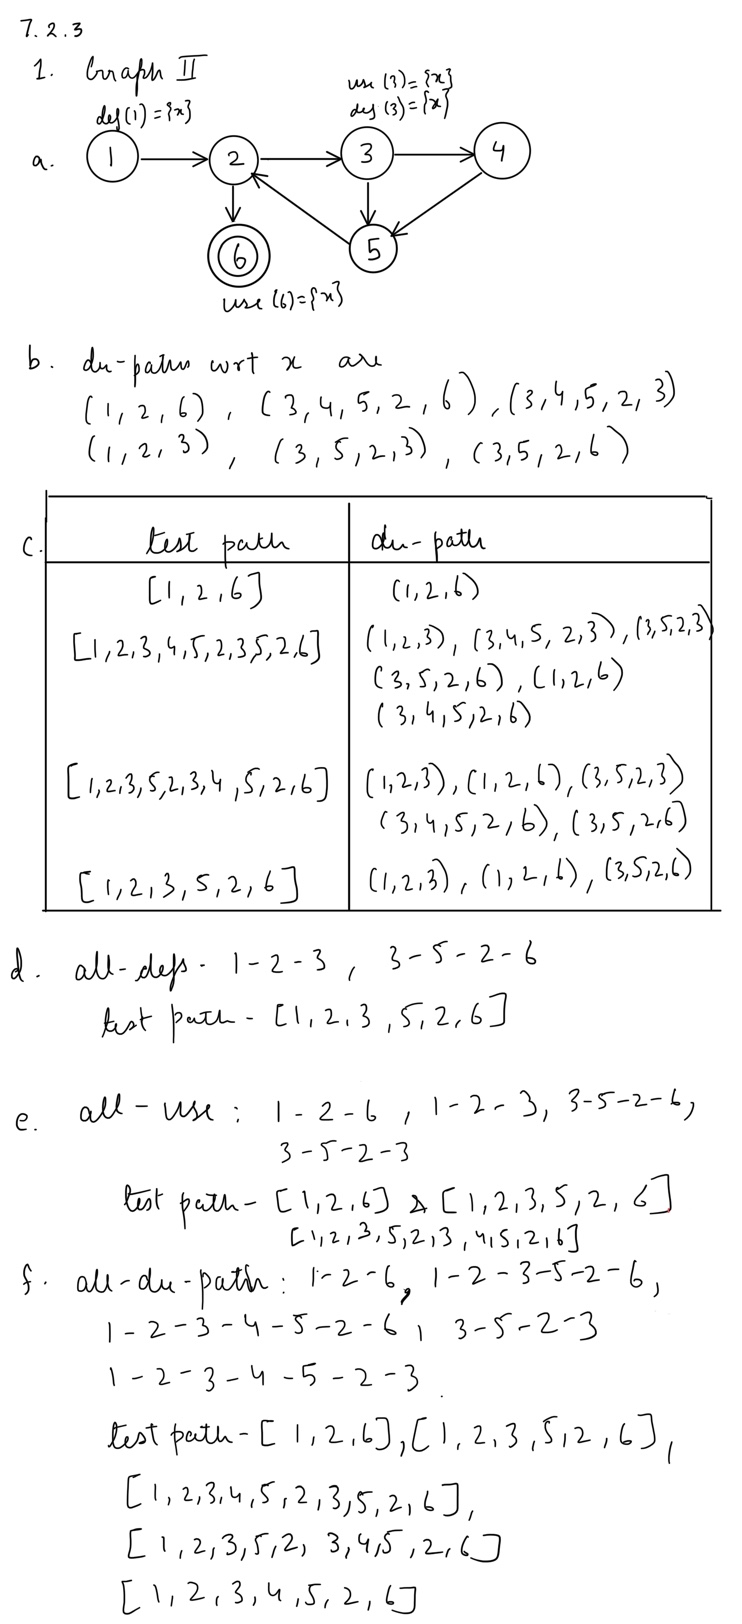 7.2.3
1. Graph II
use (3) = {x}
def(1) = {x}
def (3) = {x}
a.
1
2
3
4
6
5
use (6) = {x}
b. du-paths wrt x are
(1, 2, 6), (3, 4, 5, 2, 6), (3, 4, 5, 2, 3)
(1, 2, 3), (3, 5, 2, 3), (3, 5, 2, 6)
c. test path du-path
[1, 2, 6] (1, 2, 6)
[1, 2, 3, 4, 5, 2, 3, 5, 2, 6] (1, 2, 3), (3, 4, 5, 2, 3), (3, 5, 2, 3)
(3, 5, 2, 6), (1, 2, 6)
(3, 4, 5, 2, 6)
[1, 2, 3, 5, 2, 3, 4, 5, 2, 6] (1, 2, 3), (1, 2, 6), (3, 5, 2, 3)
(3, 4, 5, 2, 6), (3, 5, 2, 6)
[1, 2, 3, 5, 2, 6] (1, 2, 3), (1, 2, 6), (3, 5, 2, 6)
d. all-defs - 1-2-3, 3-5-2-6
test path - [1, 2, 3, 5, 2, 6]
e. all-use: 1-2-6, 1-2-3, 3-5-2-6,
3-5-2-3
test path - [1, 2, 6] & [1, 2, 3, 5, 2, 6]
[1, 2, 3, 5, 2, 3, 4, 5, 2, 6]
f. all-du-path: 1-2-6, 1-2-3-5-2-6,
1-2-3-4-5-2-6, 3-5-2-3
1-2-3-4-5-2-3
test path - [1, 2, 6], [1, 2, 3, 5, 2, 6],
[1, 2, 3, 4, 5, 2, 3, 5, 2, 6],
[1, 2, 3, 5, 2, 3, 4, 5, 2, 6]
[1, 2, 3, 4, 5, 2, 6]